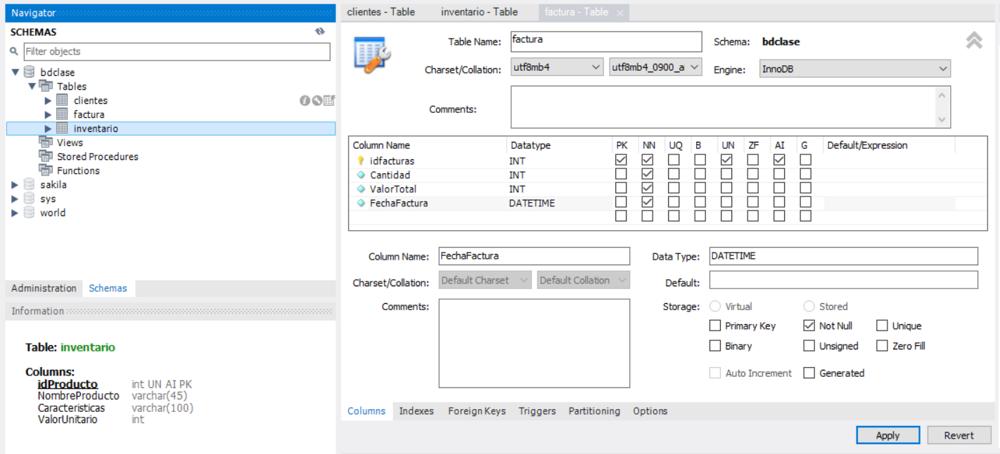 Navigator
SCHEMAS
Filter objects
bdclase
Tables
clientes
factura
inventario
Views
Stored Procedures
Functions
sakila
sys
world
Administration Schemas
Information
Table: inventario
Columns:
idProducto int UN AI PK
NombreProducto varchar(45)
Caracteristicas varchar(100)
ValorUnitario int
clientes - Table inventario - Table factura - Table
Table Name: factura Schema: bdclase
Charset/Collation: utf8mb4 utf8mb4_0900_a Engine: InnoDB
Comments:
Column Name Datatype PK NN UQ B UN ZF AI G Default/Expression
idfacturas INT
Cantidad INT
ValorTotal INT
FechaFactura DATETIME
Column Name: FechaFactura Data Type: DATETIME
Charset/Collation: Default Charset Default Collation Default:
Comments: Storage: Virtual Stored
Primary Key Not Null Unique
Binary Unsigned Zero Fill
Auto Increment Generated
Columns Indexes Foreign Keys Triggers Partitioning Options
Apply Revert